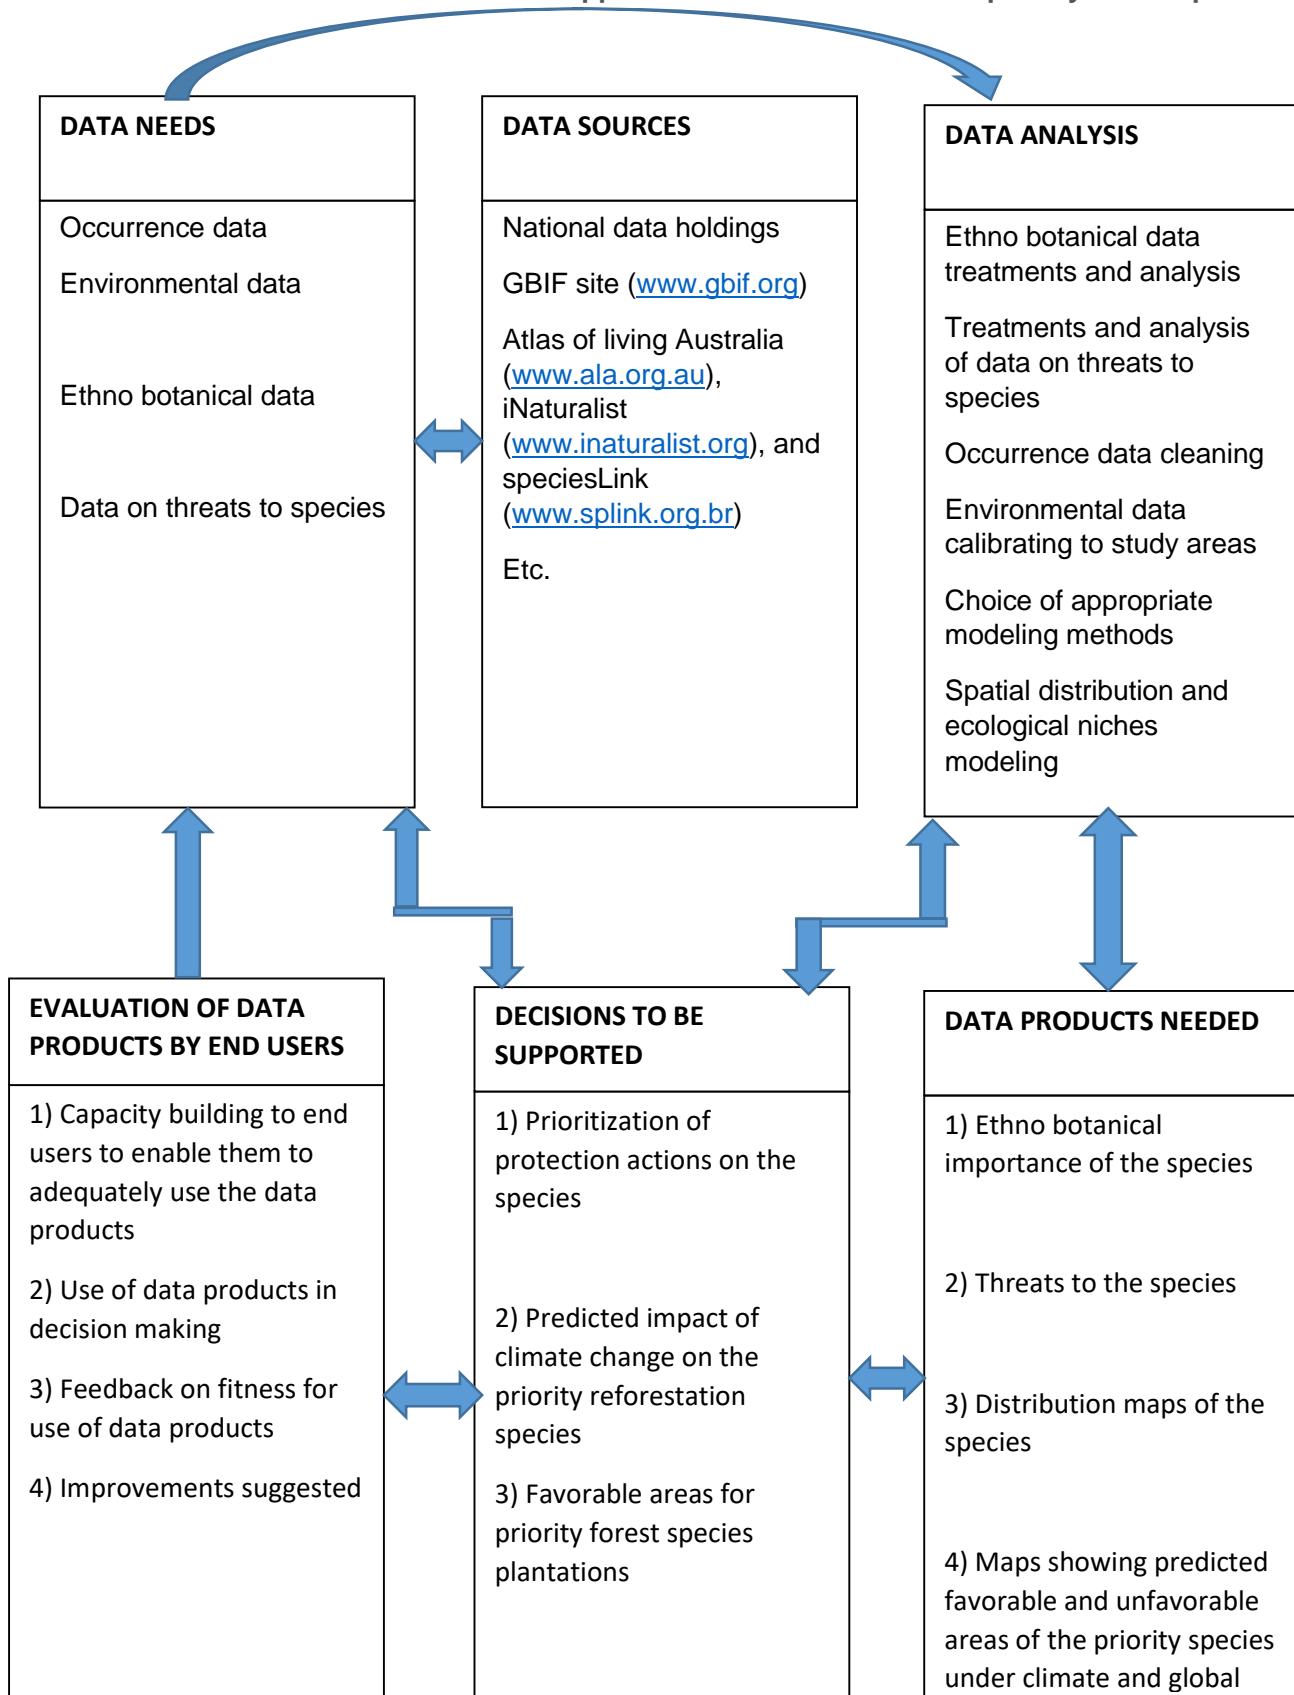 DATA NEEDS
Occurrence data
Environmental data
Ethno botanical data
Data on threats to species
DATA SOURCES
National data holdings
GBIF site (www.gbif.org)
Atlas of living Australia
(www.ala.org.au),
iNaturalist
(www.inaturalist.org), and
speciesLink
(www.splink.org.br)
Etc.
DATA ANALYSIS
Ethno botanical data
treatments and analysis
Treatments and analysis
of data on threats to
species
Occurrence data cleaning
Environmental data
calibrating to study areas
Choice of appropriate
modeling methods
Spatial distribution and
ecological niches
modeling
EVALUATION OF DATA
PRODUCTS BY END USERS
1) Capacity building to end
users to enable them to
adequately use the data
products
2) Use of data products in
decision making
3) Feedback on fitness for
use of data products
4) Improvements suggested
DECISIONS TO BE
SUPPORTED
1) Prioritization of
protection actions on the
species
2) Predicted impact of
climate change on the
priority reforestation
species
3) Favorable areas for
priority forest species
plantations
DATA PRODUCTS NEEDED
1) Ethno botanical
importance of the species
2) Threats to the species
3) Distribution maps of the
species
4) Maps showing predicted
favorable and unfavorable
areas of the priority species
under climate and global